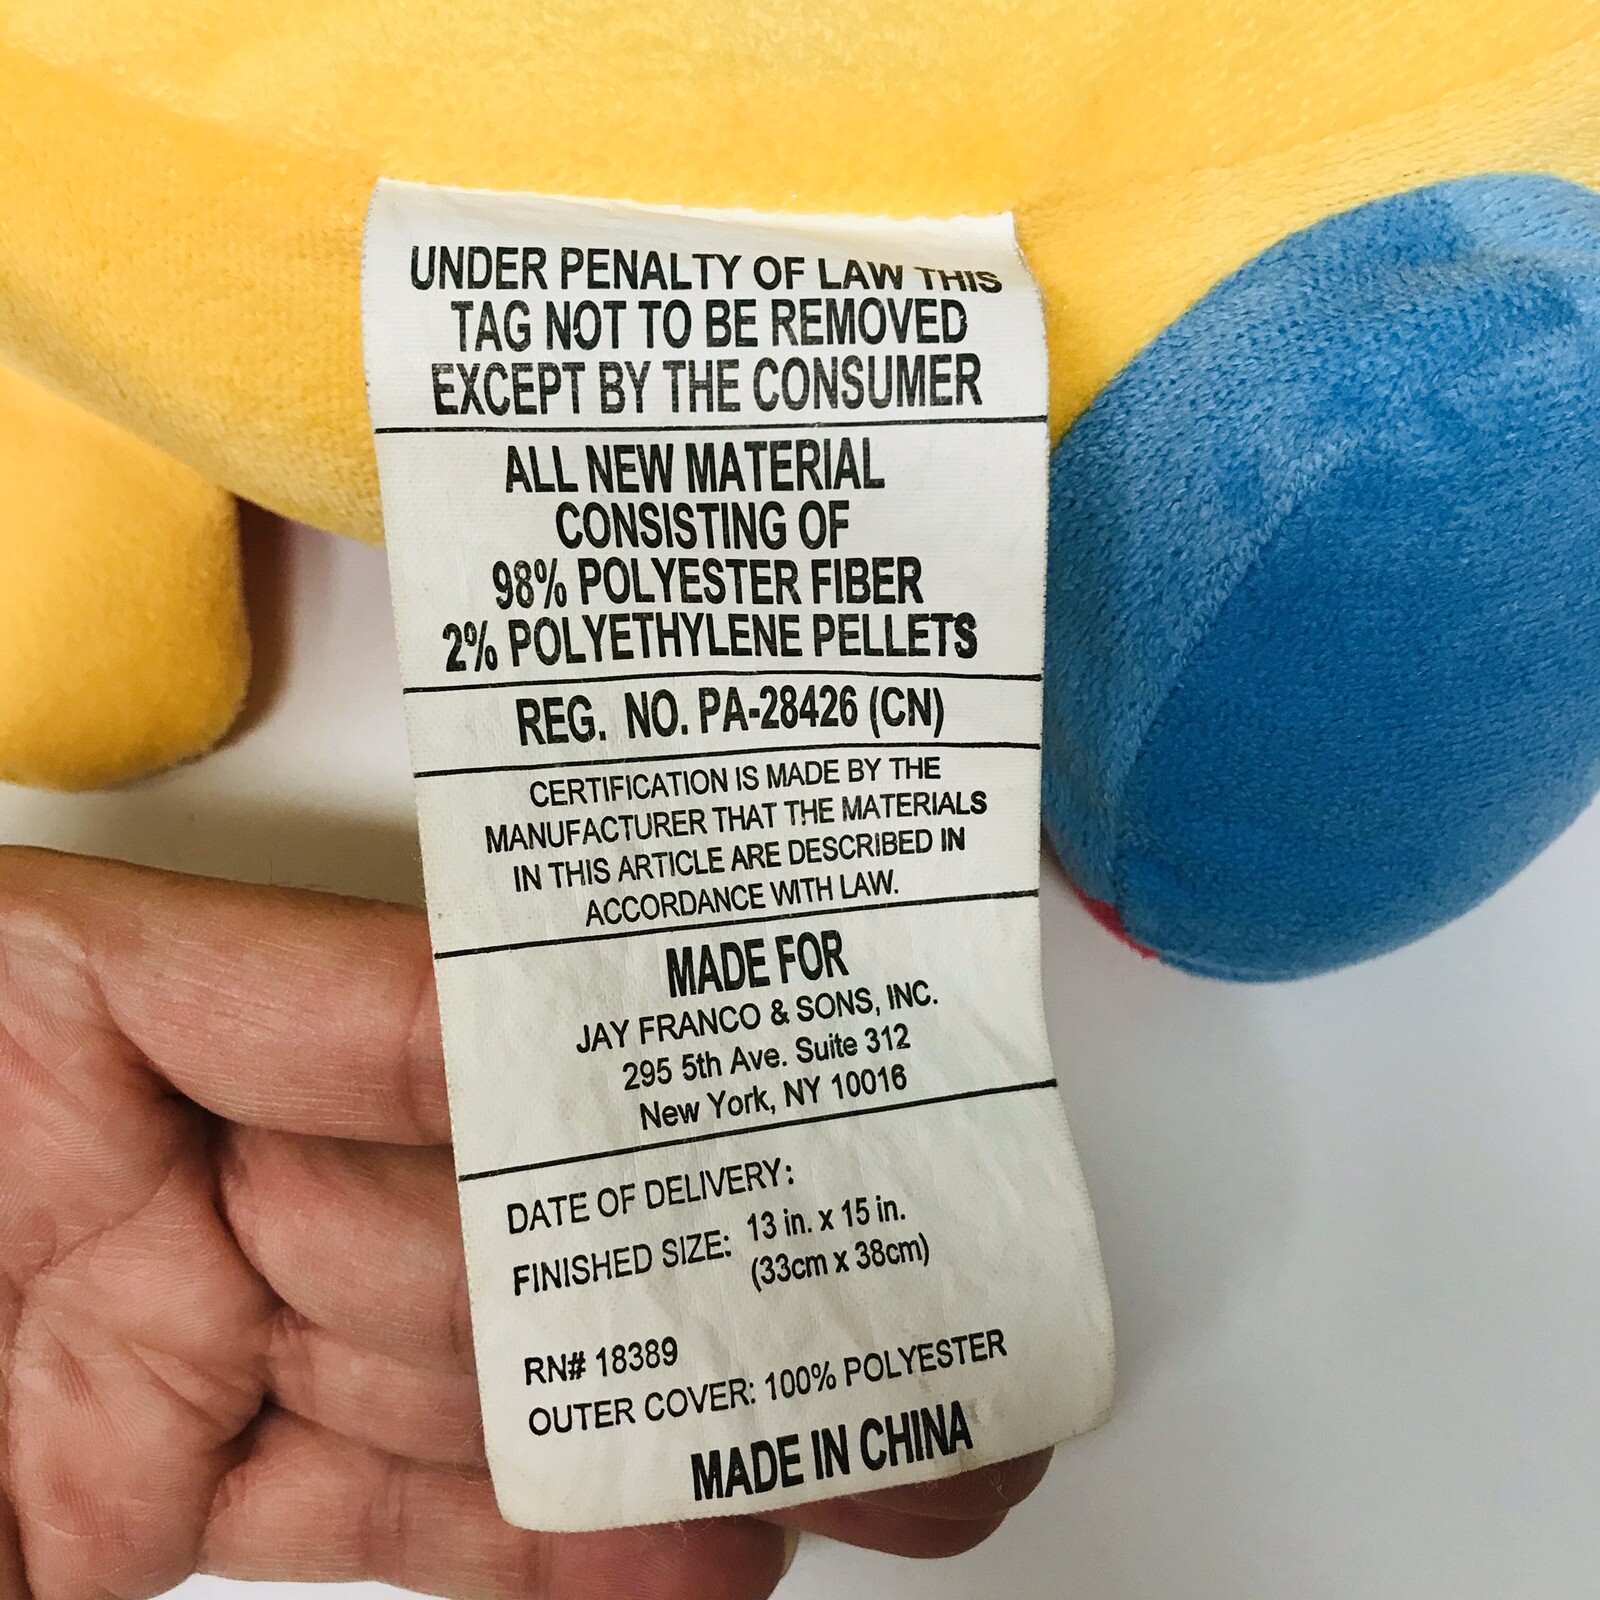 UNDER PENALTY OF LAW THIS
TAG NOT TO BE REMOVED
EXCEPT BY THE CONSUMER
ALL NEW MATERIAL
CONSISTING OF
98% POLYESTER FIBER
2% POLYETHYLENE PELLETS
REG. NO. PA-28426 (CN)
CERTIFICATION IS MADE BY THE
MANUFACTURER THAT THE MATERIALS
IN THIS ARTICLE ARE DESCRIBED IN
ACCORDANCE WITH LAW.
MADE FOR
JAY FRANCO & SONS, INC.
295 5th Ave. Suite 312
New York, NY 10016
DATE OF DELIVERY:
FINISHED SIZE: 13 in. x 15 in.
(33cm x 38cm)
RN# 18389
OUTER COVER: 100% POLYESTER
MADE IN CHINA